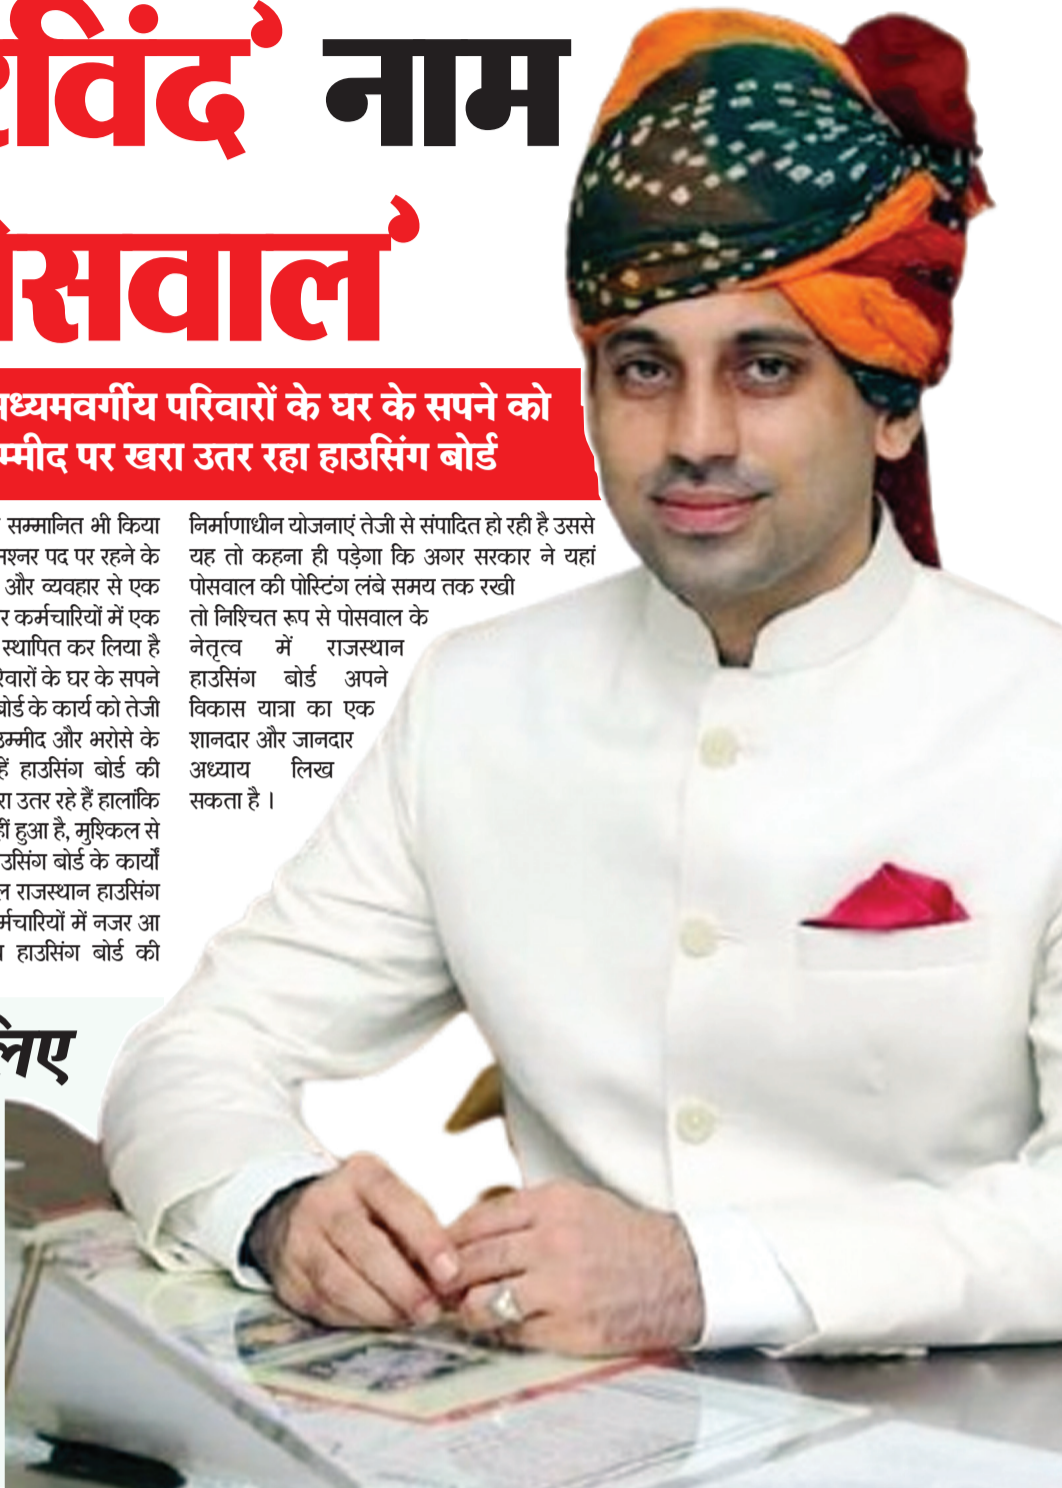 रविंद' नाम
ोसवाल'
मध्यमवर्गीय परिवारों के घर के सपने को
म्मीद पर खरा उतर रहा हाउसिंग बोर्ड
सम्मानित भी किया
मश्नर पद पर रहने के
और व्यवहार से एक
र कर्मचारियों में एक
स्थापित कर लिया है
रिवारों के घर के सपने
बोर्ड के कार्य को तेजी
उम्मीद और भरोसे के
हैं हाउसिंग बोर्ड की
रा उतर रहे हैं हालांकि
हीं हुआ है, मुश्किल से
उसिंग बोर्ड के कार्यों
ल राजस्थान हाउसिंग
र्मचारियों में नजर आ
हाउसिंग बोर्ड की
निर्माणाधीन योजनाएं तेजी से संपादित हो रही है उससे
यह तो कहना ही पड़ेगा कि अगर सरकार ने यहां
पोसवाल की पोस्टिंग लंबे समय तक रखी
तो निश्चित रूप से पोसवाल के
नेतृत्व में राजस्थान
हाउसिंग बोर्ड अपने
विकास यात्रा का एक
शानदार और जानदार
अध्याय लिख
सकता है ।
लिए